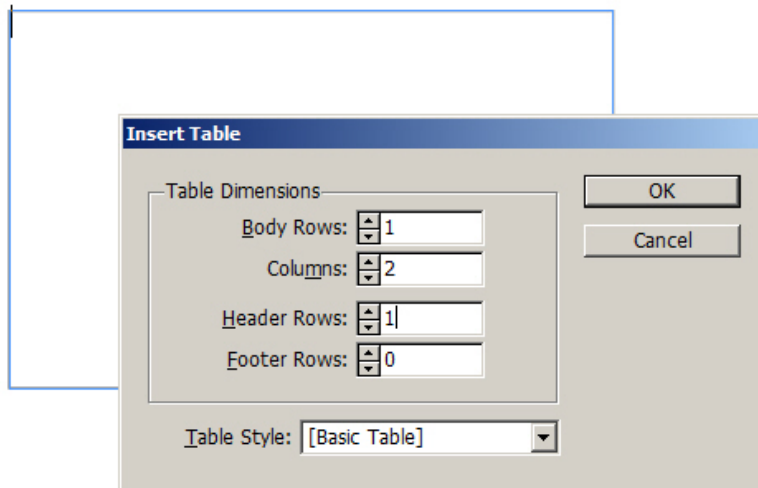 Insert Table
Table Dimensions
Body Rows: 1
Columns: 2
Header Rows: 1
Footer Rows: 0
Table Style: [Basic Table]
OK
Cancel